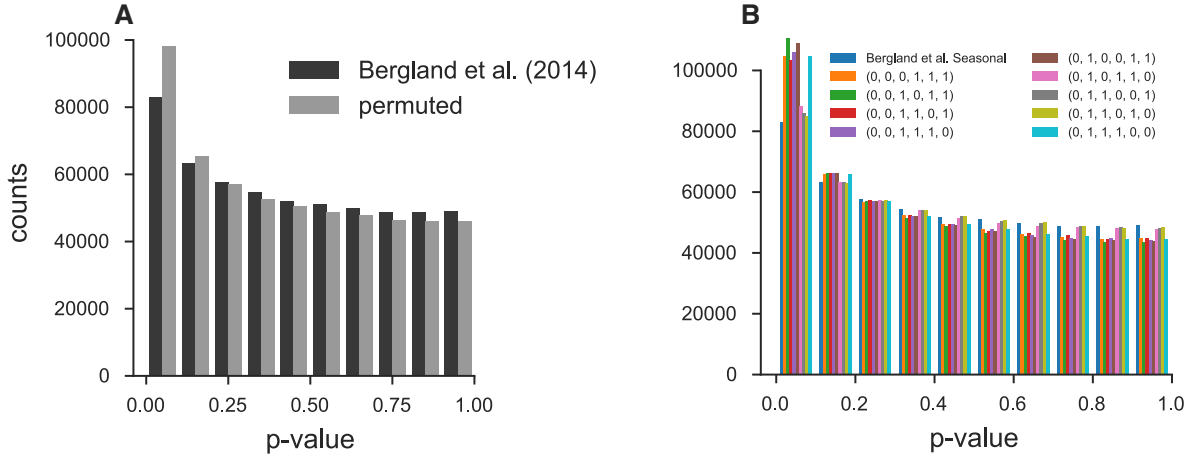 A
100000
80000
60000
40000
20000
0
counts
Bergland et al. (2014)
permuted
0.00 0.25 0.50 0.75 1.00
p-value
B
100000
80000
60000
40000
20000
0
Bergland et al. Seasonal
(0, 0, 0, 1, 1, 1)
(0, 0, 1, 0, 1, 1)
(0, 0, 1, 1, 0, 1)
(0, 0, 1, 1, 1, 0)
(0, 1, 0, 0, 1, 1)
(0, 1, 0, 1, 1, 0)
(0, 1, 1, 0, 0, 1)
(0, 1, 1, 0, 1, 0)
(0, 1, 1, 1, 0, 0)
0.0 0.2 0.4 0.6 0.8 1.0
p-value